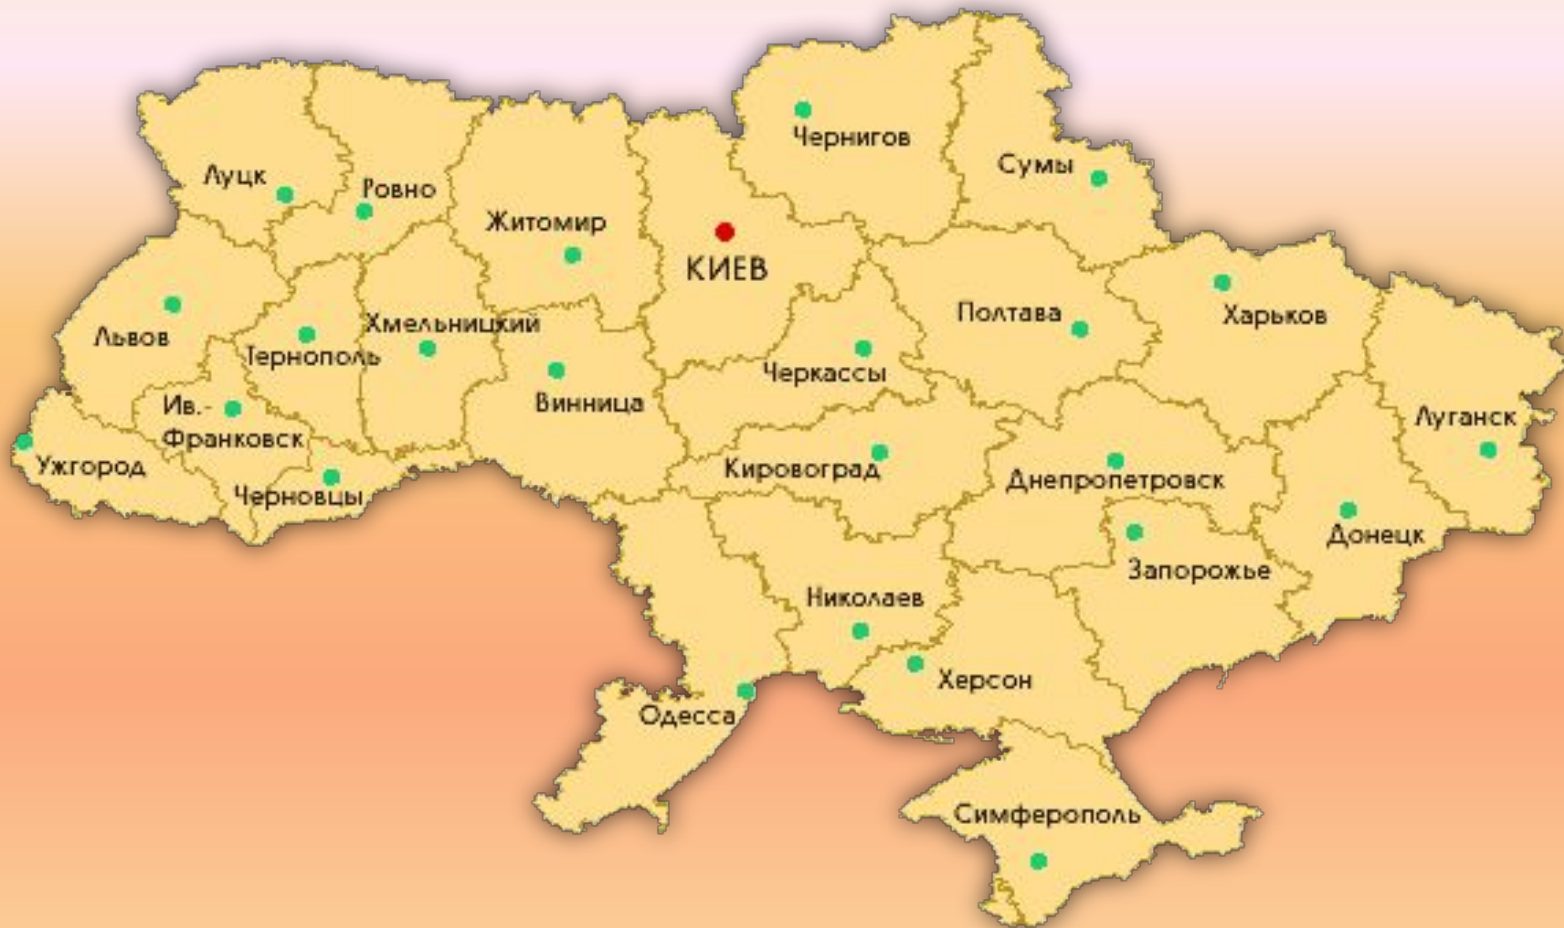 Чернигов
Сумы
Луцк
Ровно
Житомир
КИЕВ
Полтава
Харьков
Львов
Хмельницкий
Тернополь
Черкассы
Винница
Ив.-
Франковск
Луганск
Ужгород
Кировоград
Днепропетровск
Черновцы
Донецк
Запорожье
Николаев
Херсон
Одесса
Симферополь